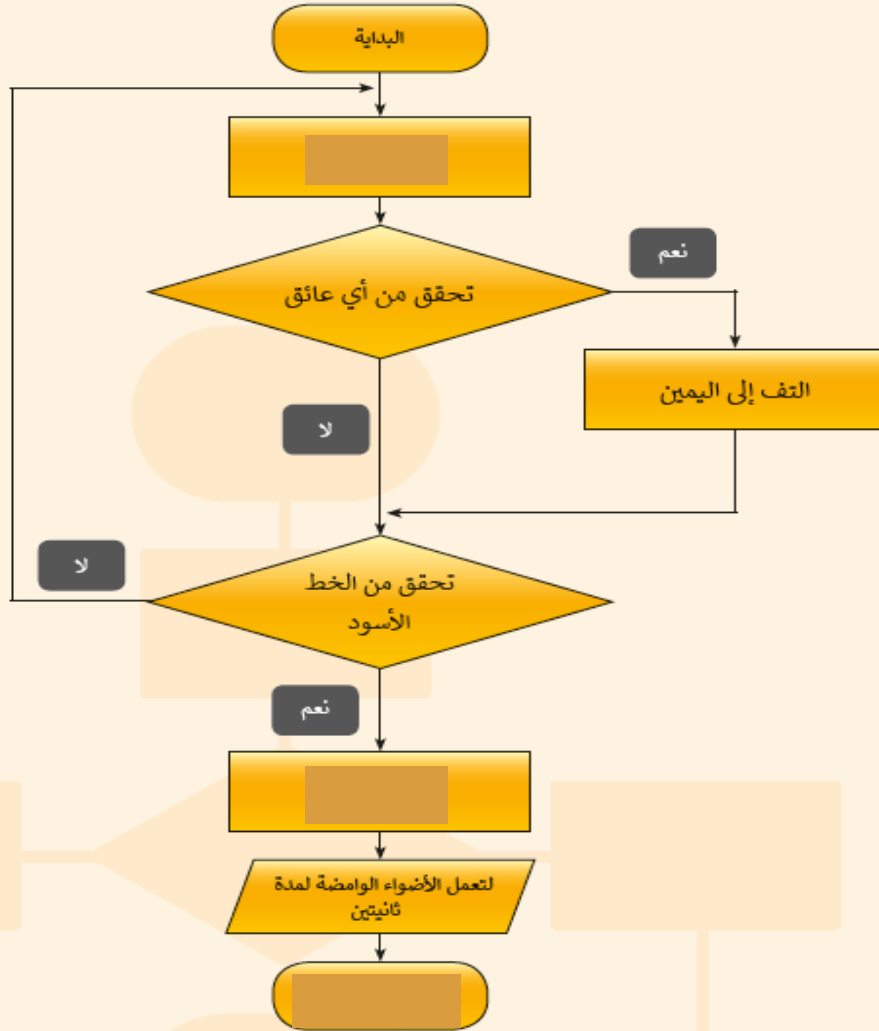 البداية
نعم
تحقق من أي عائق
التف إلى اليمين
لا
لا
تحقق من الخط
الأسود
نعم
لتعمل الأضواء الوامضة لمدة
ثانيتين